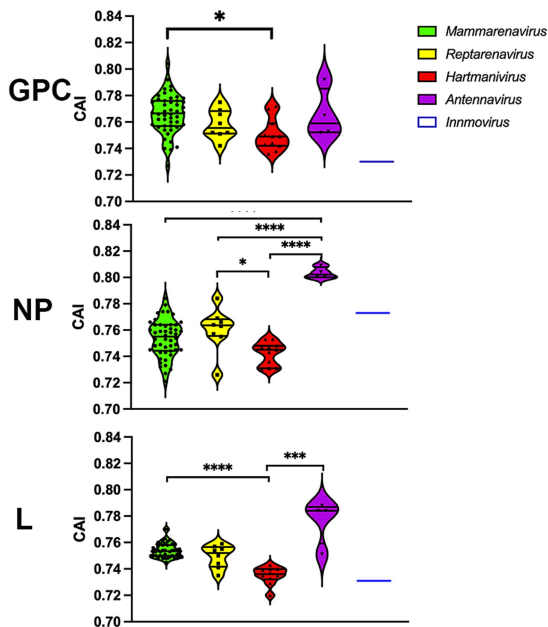 GPC
CAI
0.84
0.82
0.80
0.78
0.76
0.74
0.72
0.70
*
Mammarenavirus
Reptarenavirus
Hartmanivirus
Antennavirus
Innmovirus
NP
CAI
0.84
0.82
0.80
0.78
0.76
0.74
0.72
0.70
****
****
*
L
CAI
0.84
0.82
0.80
0.78
0.76
0.74
0.72
0.70
****
***